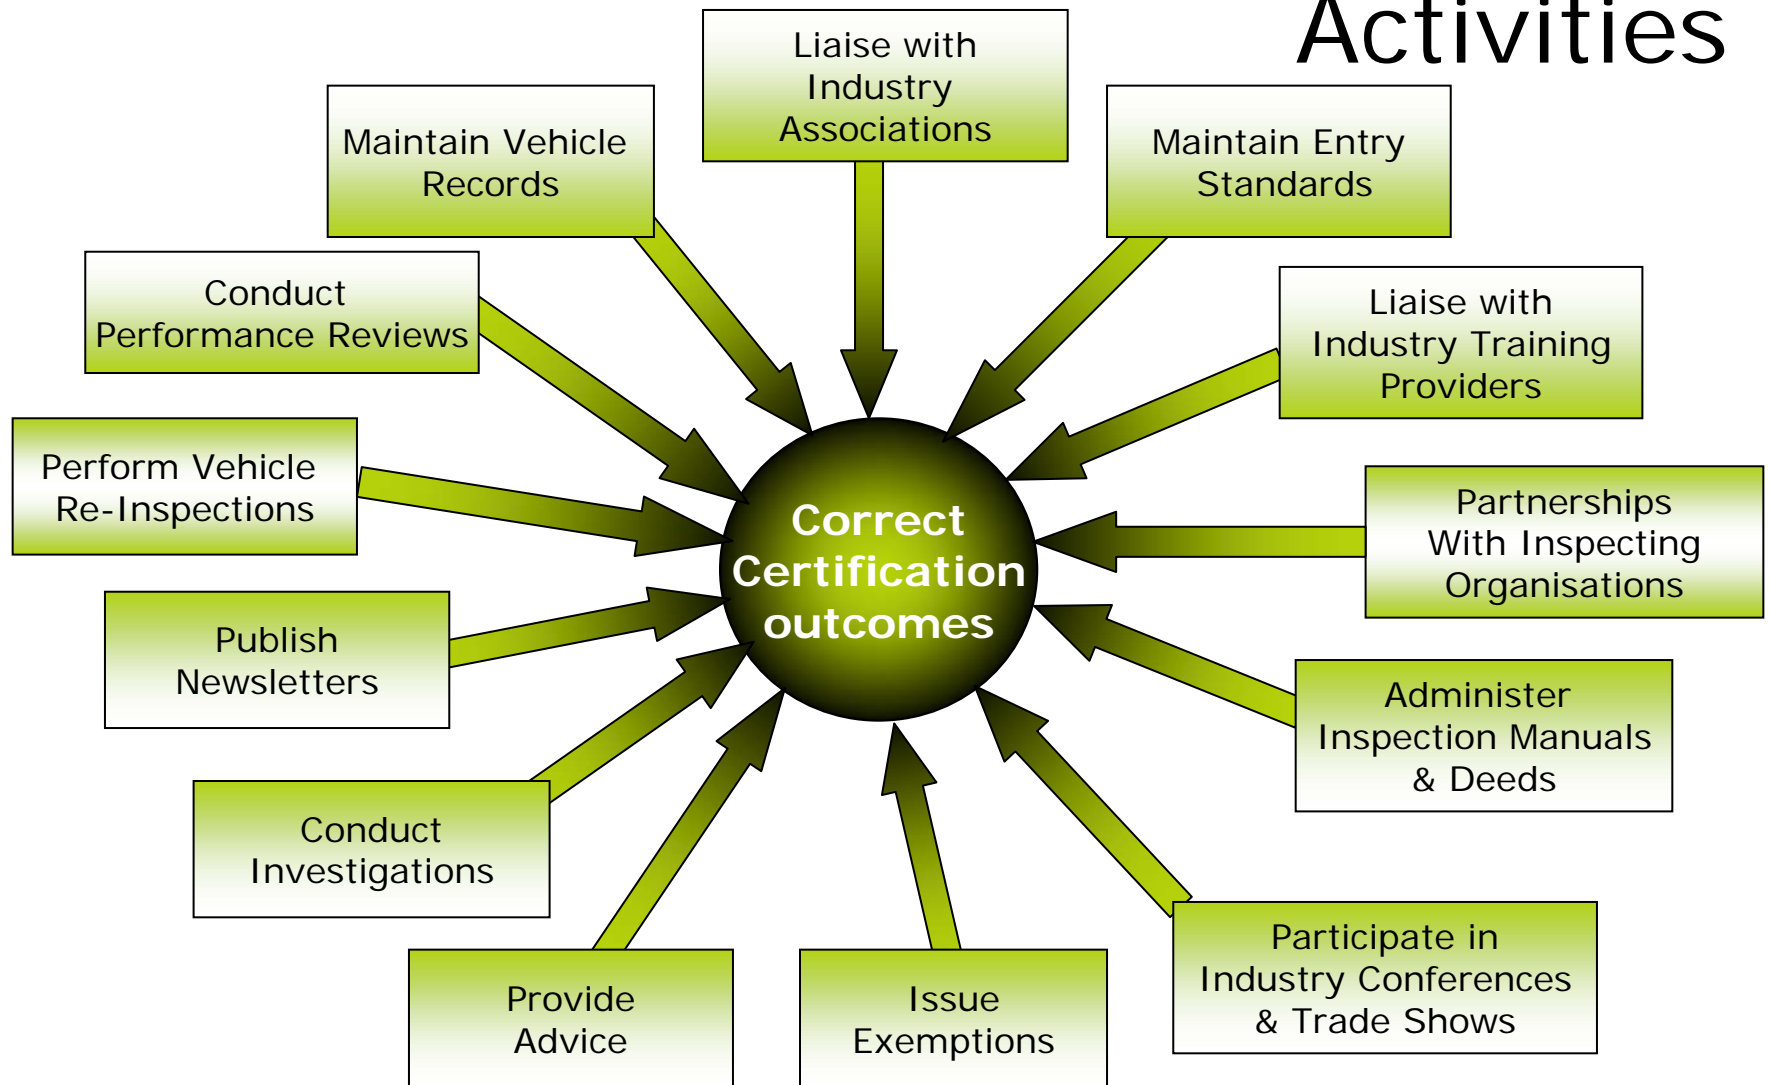 Activities
Liaise with
Industry
Associations
Maintain Vehicle
Records
Maintain Entry
Standards
Conduct
Performance Reviews
Liaise with
Industry Training
Providers
Perform Vehicle
Re-Inspections
Partnerships
With Inspecting
Organisations
Correct
Certification
outcomes
Publish
Newsletters
Administer
Inspection Manuals
& Deeds
Conduct
Investigations
Participate in
Industry Conferences
& Trade Shows
Provide
Advice
Issue
Exemptions